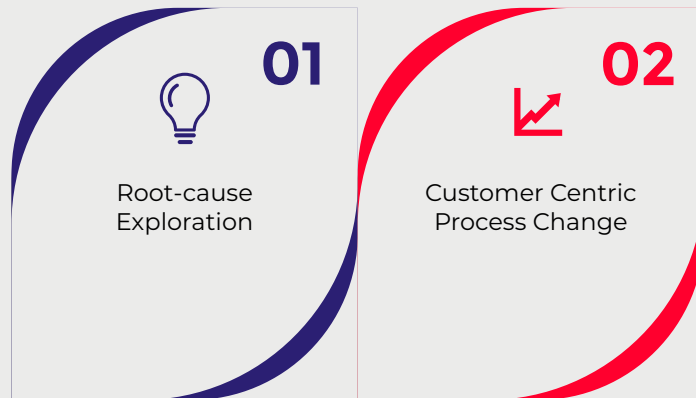 01
Root-cause
Exploration
02
Customer Centric
Process Change